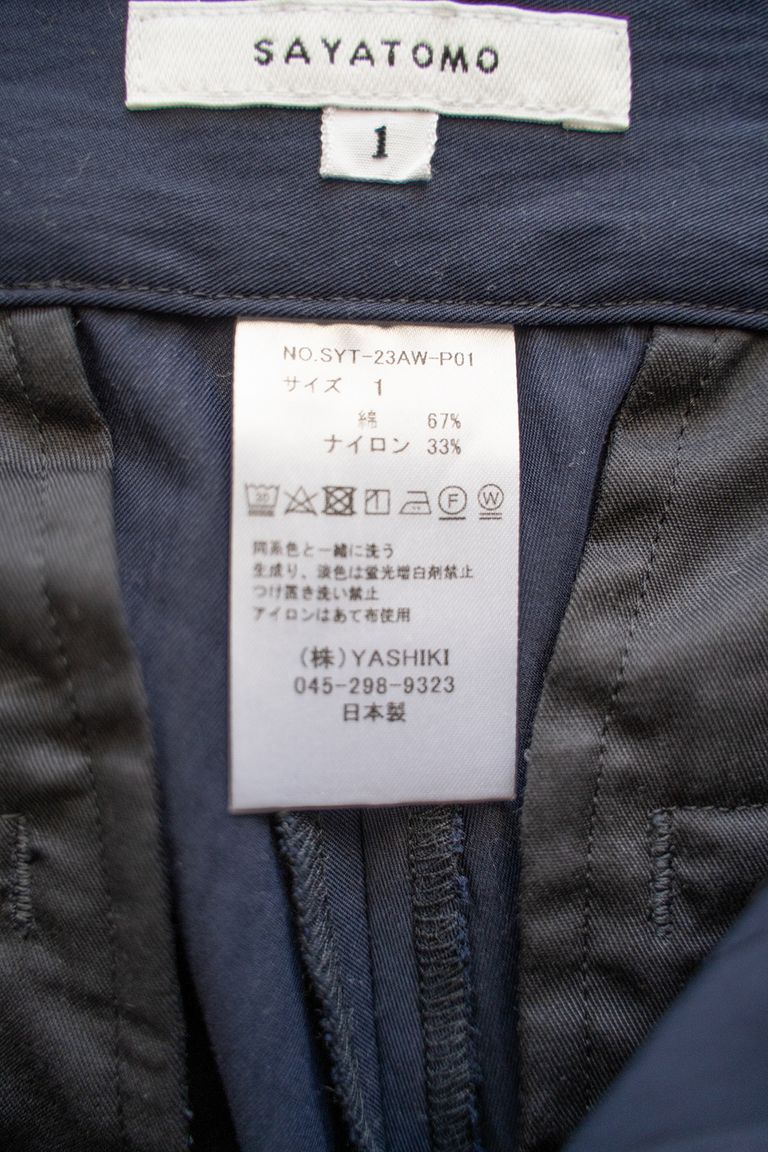 SAYATOMO
1
NO.SYT-23AW-P01
サイズ 1
綿 67%
ナイロン 33%
30 1 F W
同系色と一緒に洗う
生成り、淡色は蛍光増白剤禁止
つけ置き洗い禁止
アイロンはあて布使用
(株)YASHIKI
045-298-9323
日本製